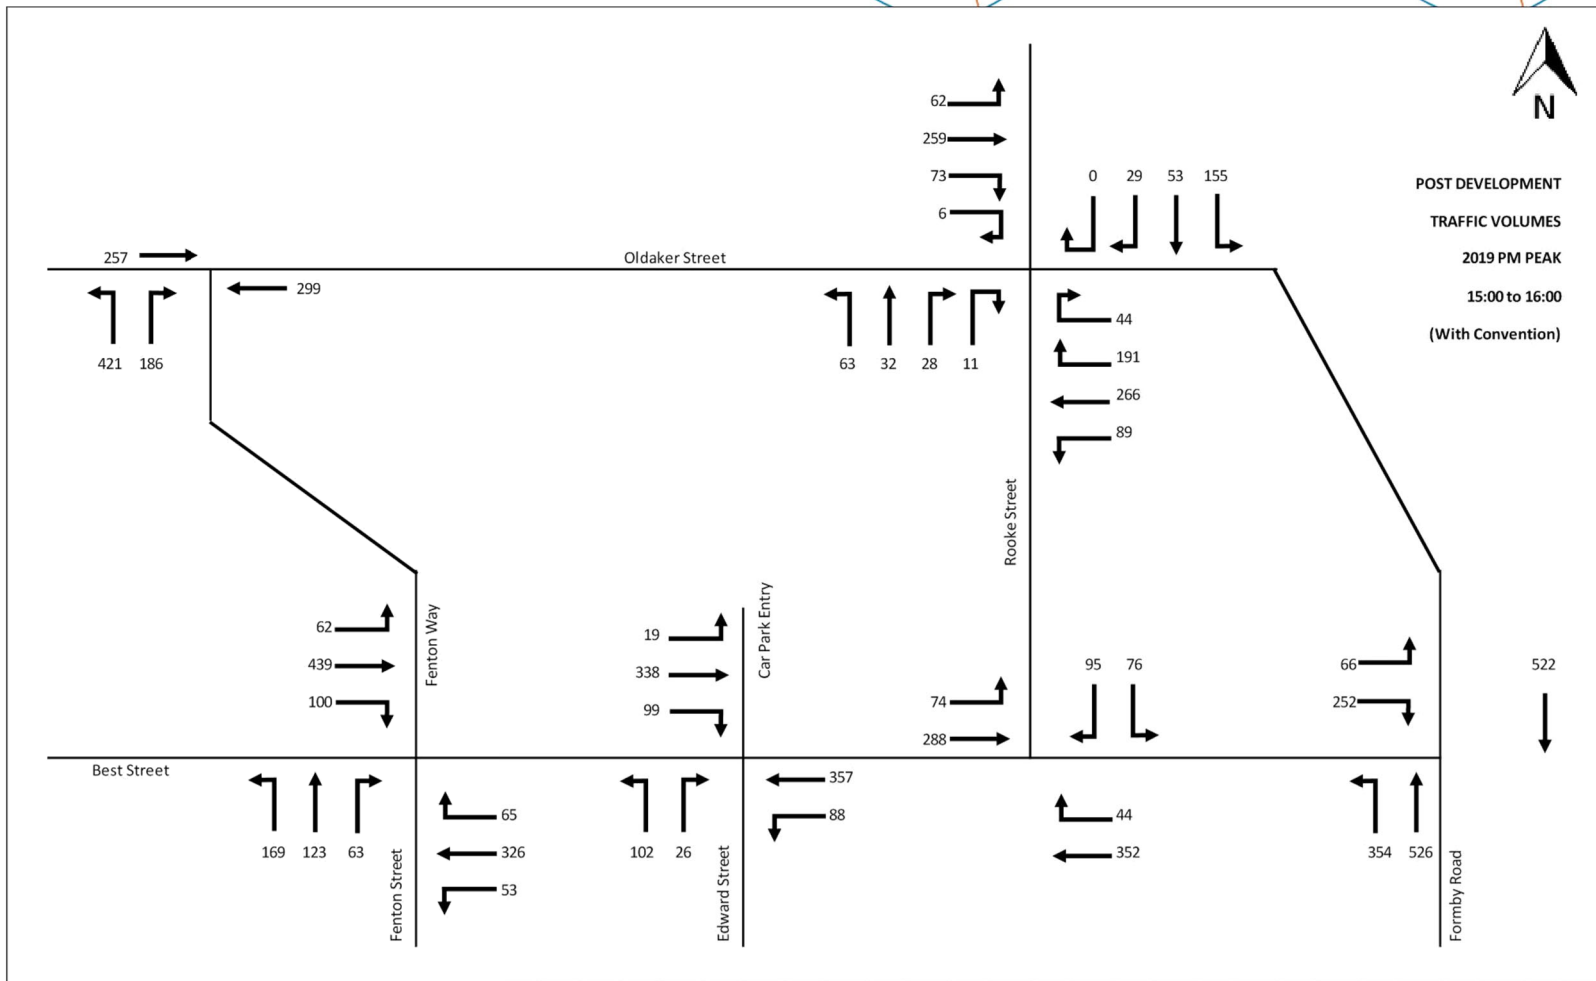 62
259
73
6
0 29 53 155
N
POST DEVELOPMENT
TRAFFIC VOLUMES
2019 PM PEAK
15:00 to 16:00
(With Convention)
257
Oldaker Street
299
421 186
63 32 28 11
44
191
266
89
Rooke Street
62
439
100
Fenton Way
19
338
99
Car Park Entry
74
288
95 76
66
252
522
Best Street
169 123 63
65
326
53
Fenton Street
102 26
357
88
Edward Street
44
352
354 526
Formby Road